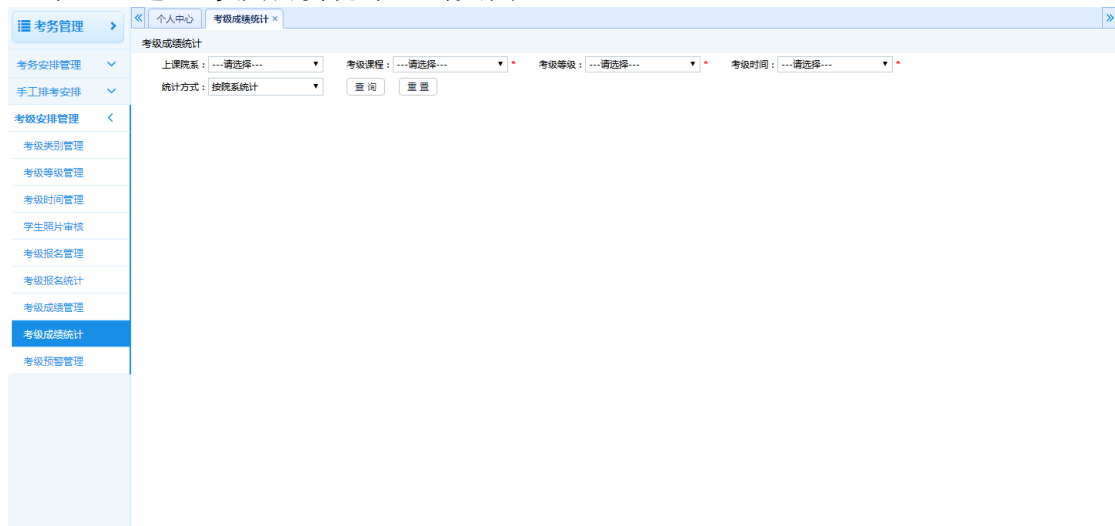 考务管理
考务安排管理
手工排考安排
考级安排管理
考级类别管理
考级等级管理
考级时间管理
学生照片审核
考级报名管理
考级报名统计
考级成绩管理
考级成绩统计
考级预警管理
个人中心 考级成绩统计 ×
考级成绩统计
上课院系：---请选择--- 考级课程：---请选择--- * 考级等级：---请选择--- * 考级时间：---请选择--- *
统计方式：按院系统计 查 询 重 置